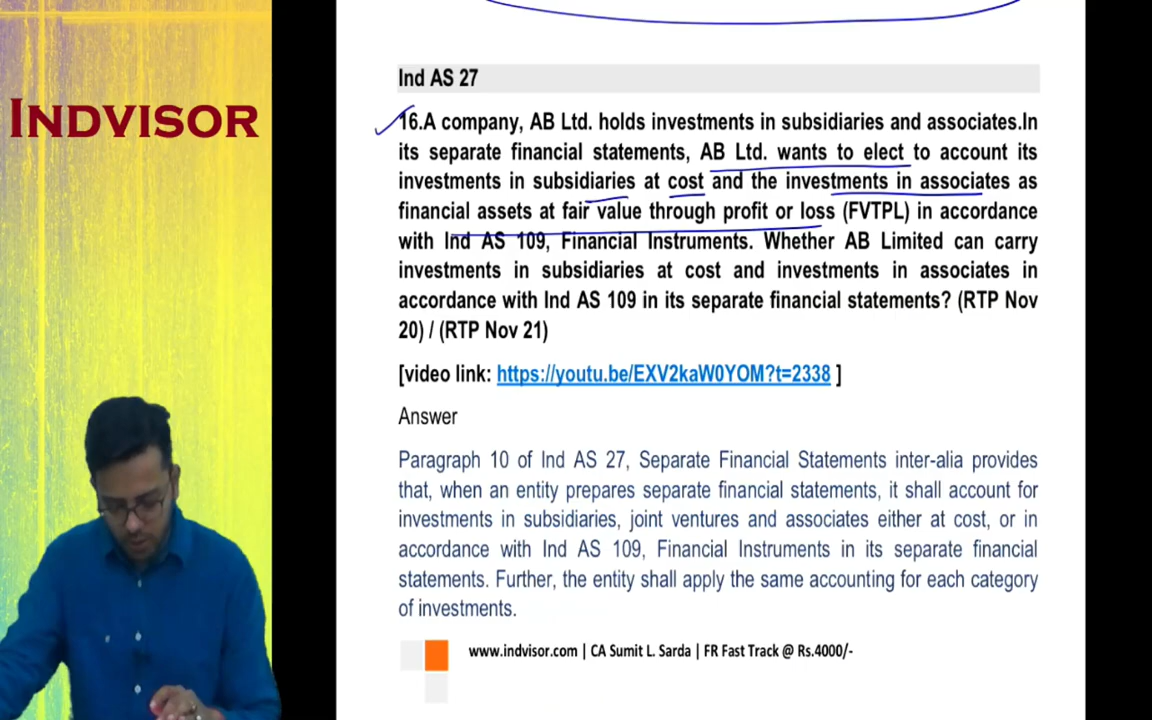 INDVISOR
Ind AS 27
16.A company, AB Ltd. holds investments in subsidiaries and associates.In
its separate financial statements, AB Ltd. wants to elect to account its
investments in subsidiaries at cost and the investments in associates as
financial assets at fair value through profit or loss (FVTPL) in accordance
with Ind AS 109, Financial Instruments. Whether AB Limited can carry
investments in subsidiaries at cost and investments in associates in
accordance with Ind AS 109 in its separate financial statements? (RTP Nov
20) / (RTP Nov 21)
[video link: https://youtu.be/EXV2kaW0YOM?t=2338 ]
Answer
Paragraph 10 of Ind AS 27, Separate Financial Statements inter-alia provides
that, when an entity prepares separate financial statements, it shall account for
investments in subsidiaries, joint ventures and associates either at cost, or in
accordance with Ind AS 109, Financial Instruments in its separate financial
statements. Further, the entity shall apply the same accounting for each category
of investments.
www.indvisor.com | CA Sumit L. Sarda | FR Fast Track @ Rs.4000/-